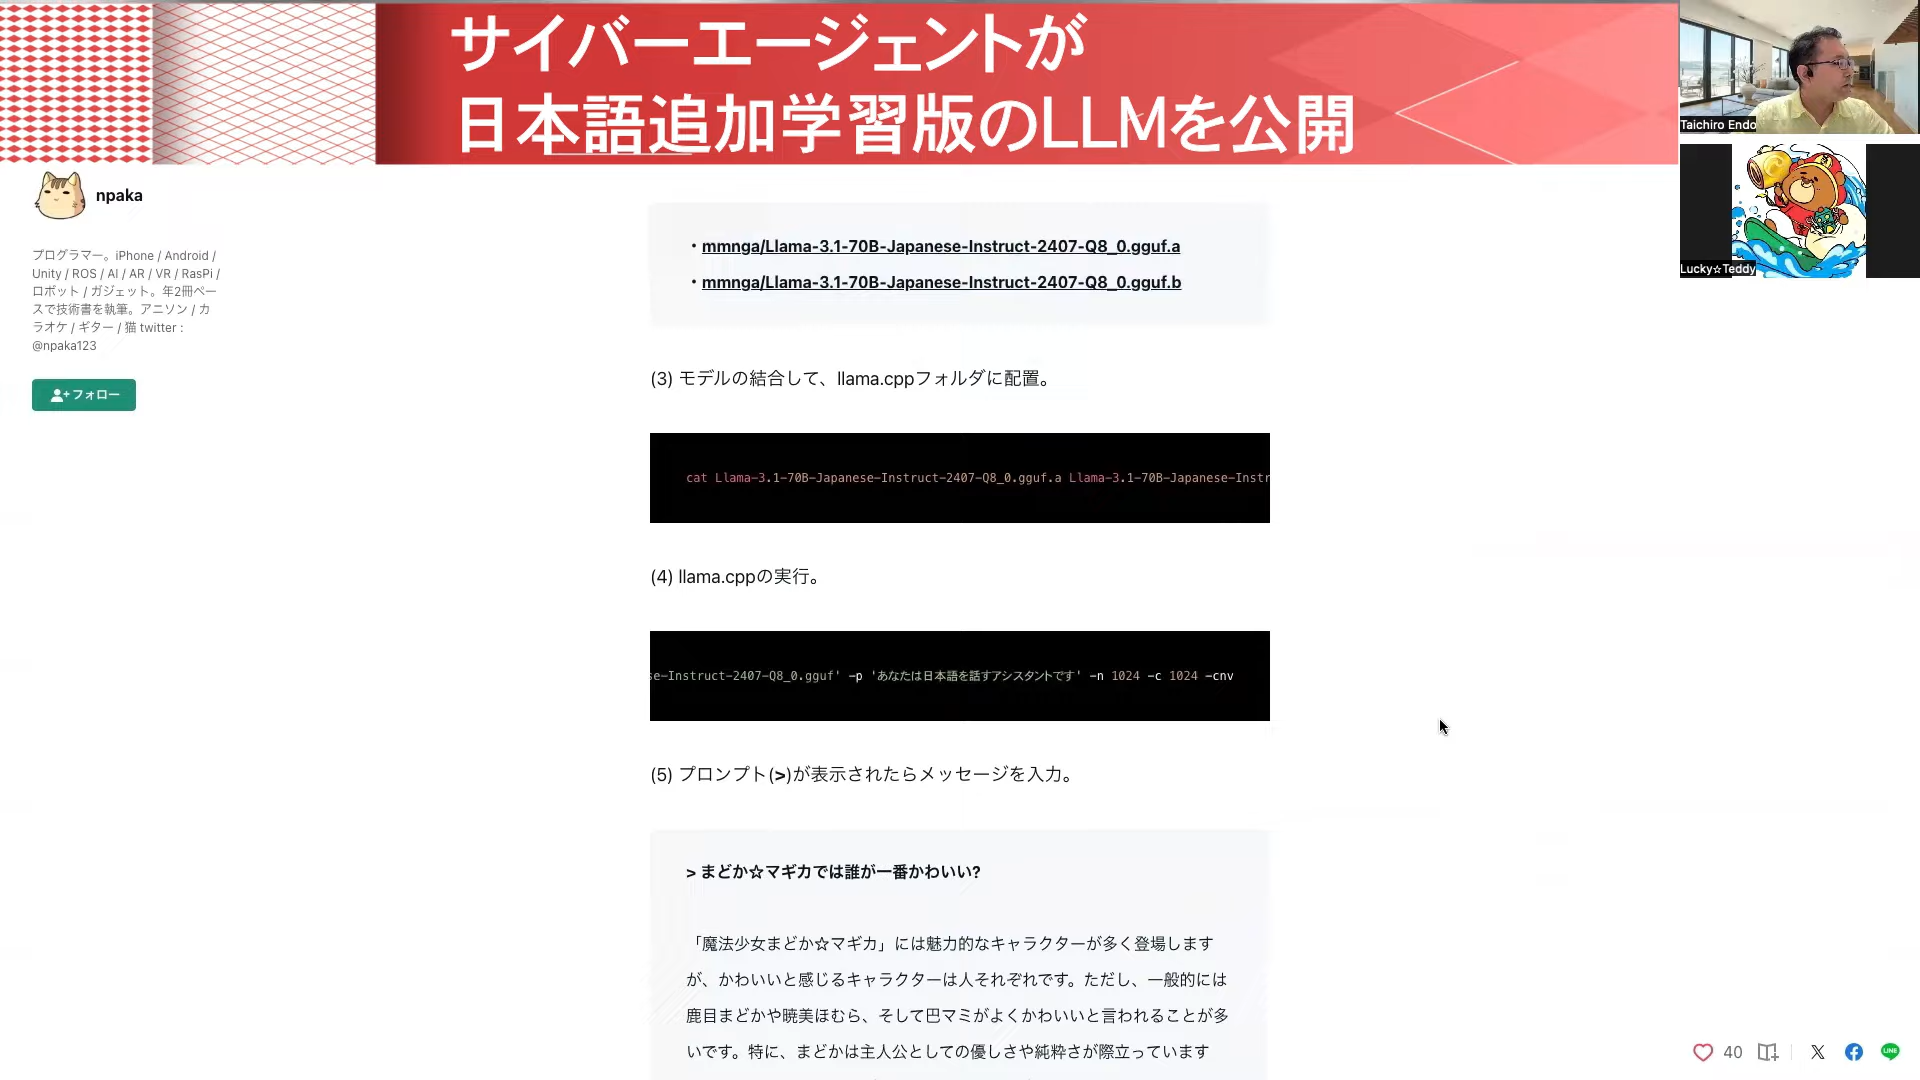 サイバーエージェントが
日本語追加学習版のLLMを公開
Taichiro Endo
Lucky☆Teddy
npaka
プログラマー。iPhone / Android /
Unity / ROS / AI / AR / VR / RasPi /
ロボット / ガジェット。年2冊ペー
スで技術書を執筆。アニソン / カ
ラオケ / ギター / 猫 twitter :
@npaka123
フォロー
・mmnga/Llama-3.1-70B-Japanese-Instruct-2407-Q8_0.gguf.a
・mmnga/Llama-3.1-70B-Japanese-Instruct-2407-Q8_0.gguf.b
(3) モデルの結合して、llama.cppフォルダに配置。
cat Llama-3.1-70B-Japanese-Instruct-2407-Q8_0.gguf.a Llama-3.1-70B-Japanese-Instr
(4) llama.cppの実行。
se-Instruct-2407-Q8_0.gguf' -p 'あなたは日本語を話すアシスタントです' -n 1024 -c 1024 -cnv
(5) プロンプト(>)が表示されたらメッセージを入力。
> まどか☆マギカでは誰が一番かわいい?
「魔法少女まどか☆マギカ」には魅力的なキャラクターが多く登場します
が、かわいいと感じるキャラクターは人それぞれです。ただし、一般的には
鹿目まどかや暁美ほむら、そして巴マミがよくかわいいと言われることが多
いです。特に、まどかは主人公としての優しさや純粋さが際立っています
40
LINE